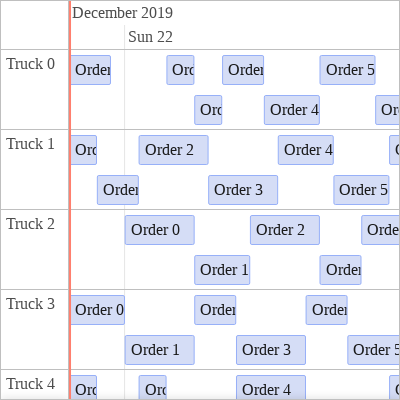 December 2019
Sun 22
Truck 0
Order
Orc
Order
Order 5
Orc
Order 4
Or
Truck 1
Orc
Order 2
Order 4
Order
Order 3
Order 5
Truck 2
Order 0
Order 2
Orde
Order 1
Order
Truck 3
Order 0
Order
Order
Order 1
Order 3
Order 5
Truck 4
Orc
Orc
Order 4